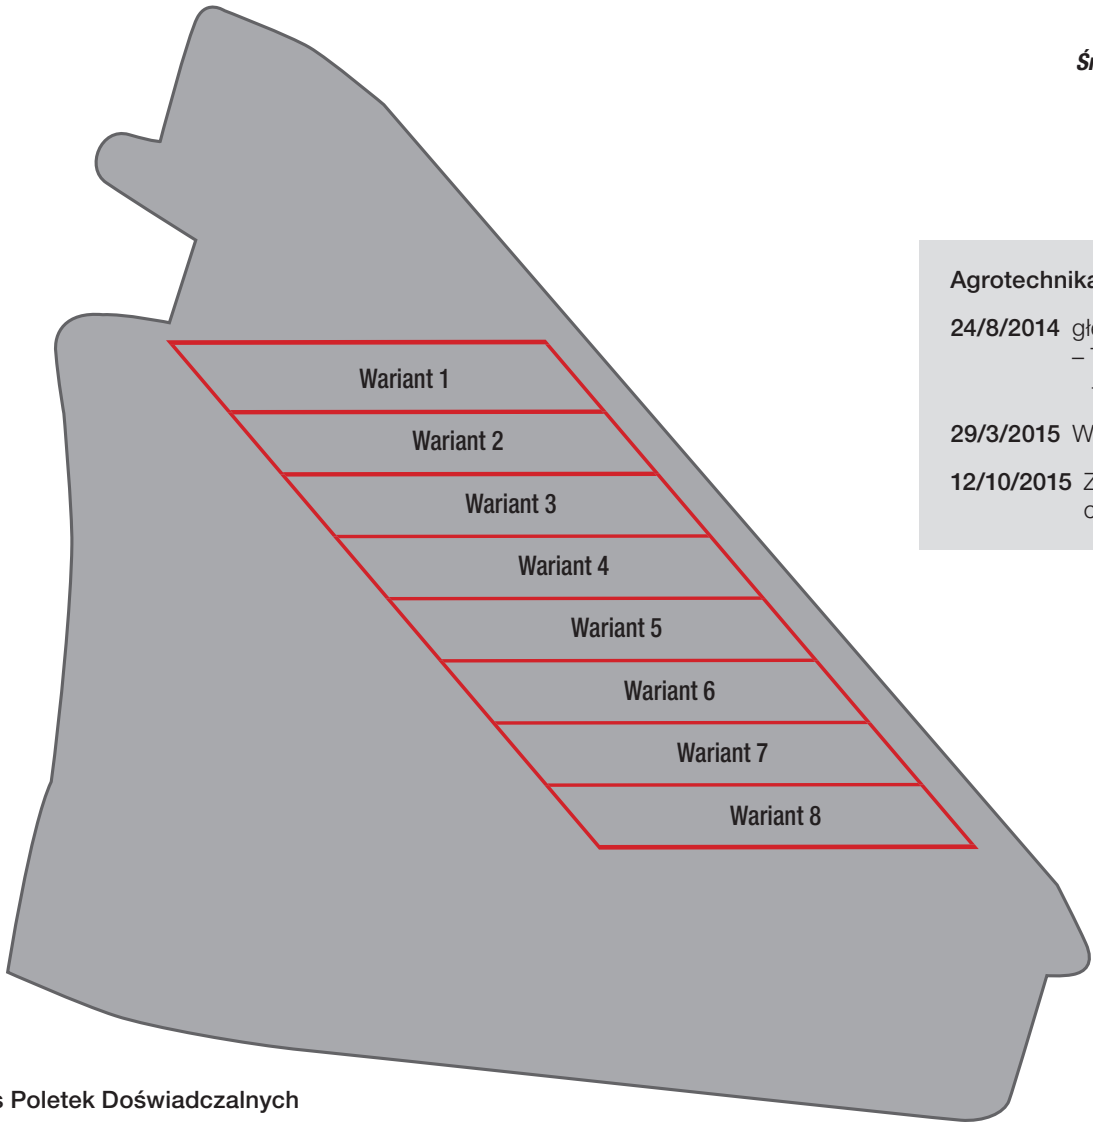 Agrotechnika
24/8/2014
29/3/2015
12/10/2015
Wariant 1
Wariant 2
Wariant 3
Wariant 4
Wariant 5
Wariant 6
Wariant 7
Wariant 8
Poletek Doświadczalnych